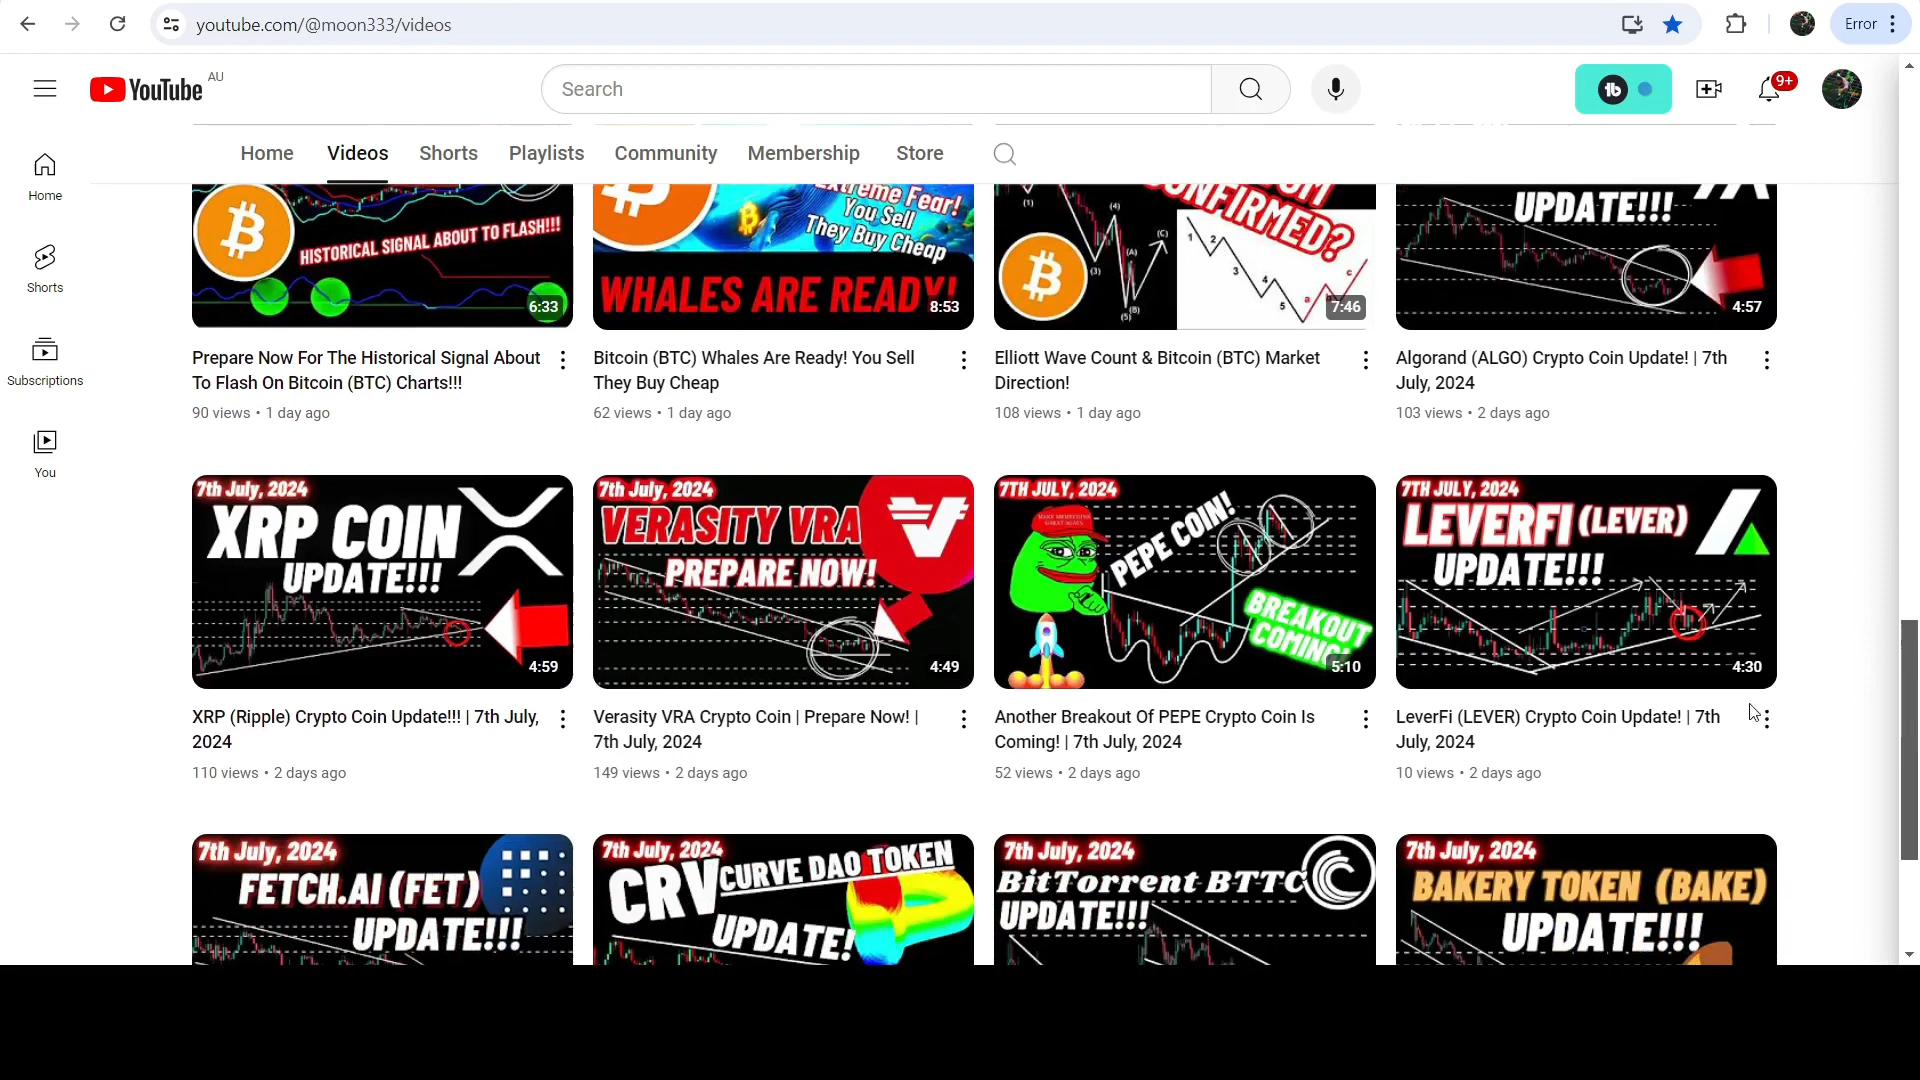 youtube.com/@moon333/videos
Error
YouTube AU
Search
9+
Home
Videos
Shorts
Playlists
Community
Membership
Store
Home
Shorts
Subscriptions
You
HISTORICAL SIGNAL ABOUT TO FLASH!!!
6:33
Extreme Fear!
You Sell
They Buy Cheap
WHALES ARE READY!
8:53
CONFIRMED?
(1)
(4)
(C)
(3)
(A)
(5)
(B)
1
2
3
4
5
a
c
7:46
UPDATE!!!
4:57
Prepare Now For The Historical Signal About
To Flash On Bitcoin (BTC) Charts!!!
90 views • 1 day ago
Bitcoin (BTC) Whales Are Ready! You Sell
They Buy Cheap
62 views • 1 day ago
Elliott Wave Count & Bitcoin (BTC) Market
Direction!
108 views • 1 day ago
Algorand (ALGO) Crypto Coin Update! | 7th
July, 2024
103 views • 2 days ago
7th July, 2024
XRP COIN
UPDATE!!!
4:59
7th July, 2024
VERASITY VRA
PREPARE NOW!
4:49
7TH JULY, 2024
PEPE COIN!
BREAKOUT
COMING!
5:10
7TH JULY, 2024
LEVERFI (LEVER)
UPDATE!!!
4:30
XRP (Ripple) Crypto Coin Update!!! | 7th July,
2024
110 views • 2 days ago
Verasity VRA Crypto Coin | Prepare Now! |
7th July, 2024
149 views • 2 days ago
Another Breakout Of PEPE Crypto Coin Is
Coming! | 7th July, 2024
52 views • 2 days ago
LeverFi (LEVER) Crypto Coin Update! | 7th
July, 2024
10 views • 2 days ago
7th July, 2024
FETCH.AI (FET)
UPDATE!!!
7th July, 2024
CRV CURVE DAO TOKEN
UPDATE!
7th July, 2024
BitTorrent BTTC
UPDATE!!!
7th July, 2024
BAKERY TOKEN (BAKE)
UPDATE!!!